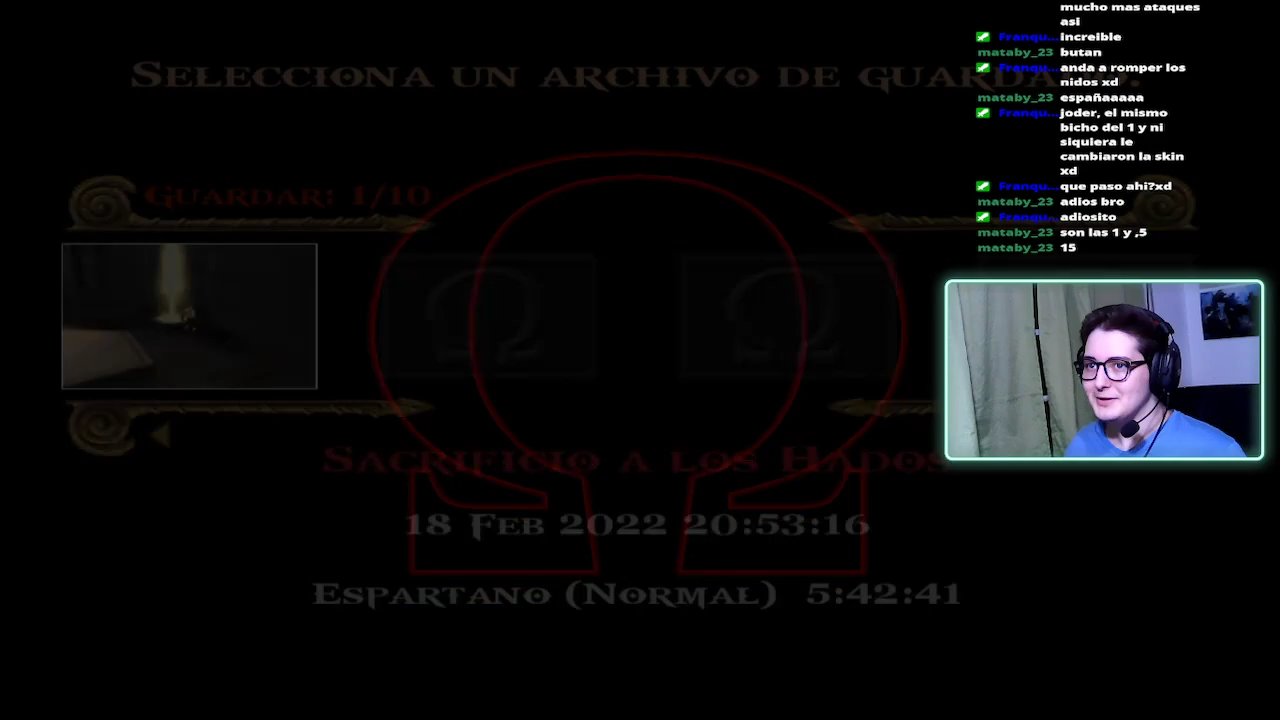 Selecciona un archivo de guardado.
Guardar: 1/10
Sacrificio a los Hados
18 Feb 2022 20:53:16
Espartano (Normal) 5:42:41
mucho mas ataques
asi
Franqu... increible
mataby_23 butan
Franqu... anda a romper los
nidos xd
mataby_23 españaaaaa
Franqu... joder, el mismo
bicho del 1 y ni
siquiera le
cambiaron la skin
xd
Franqu... que paso ahi?xd
mataby_23 adios bro
Franqu... adiosito
mataby_23 son las 1 y ,5
mataby_23 15